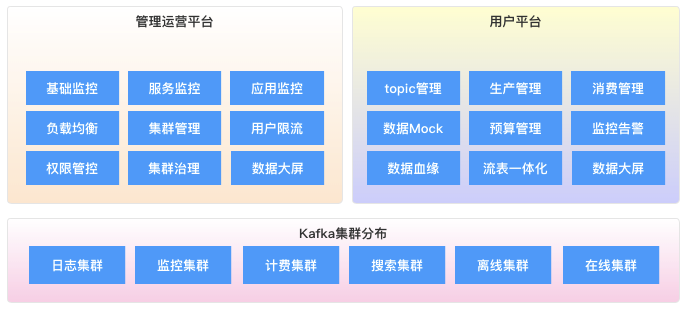 管理运营平台
基础监控 服务监控 应用监控
负载均衡 集群管理 用户限流
权限管控 集群治理 数据大屏
用户平台
topic管理 生产管理 消费管理
数据Mock 预算管理 监控告警
数据血缘 流表一体化 数据大屏
Kafka集群分布
日志集群 监控集群 计费集群 搜索集群 离线集群 在线集群